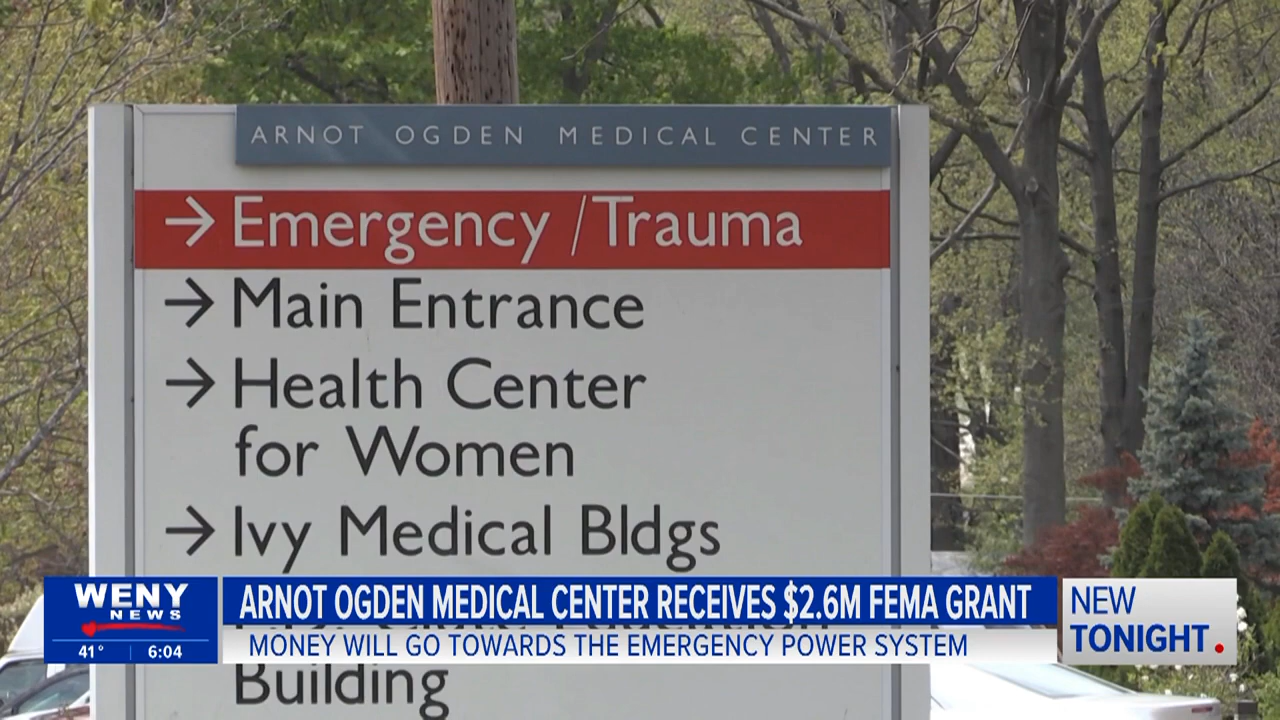 ARNOT OGDEN MEDICAL CENTER
→ Emergency / Trauma
→ Main Entrance
→ Health Center
for Women
→ Ivy Medical Bldgs
Building
WENY
NEWS
41° 6:04
ARNOT OGDEN MEDICAL CENTER RECEIVES $2.6M FEMA GRANT
MONEY WILL GO TOWARDS THE EMERGENCY POWER SYSTEM
NEW
TONIGHT.